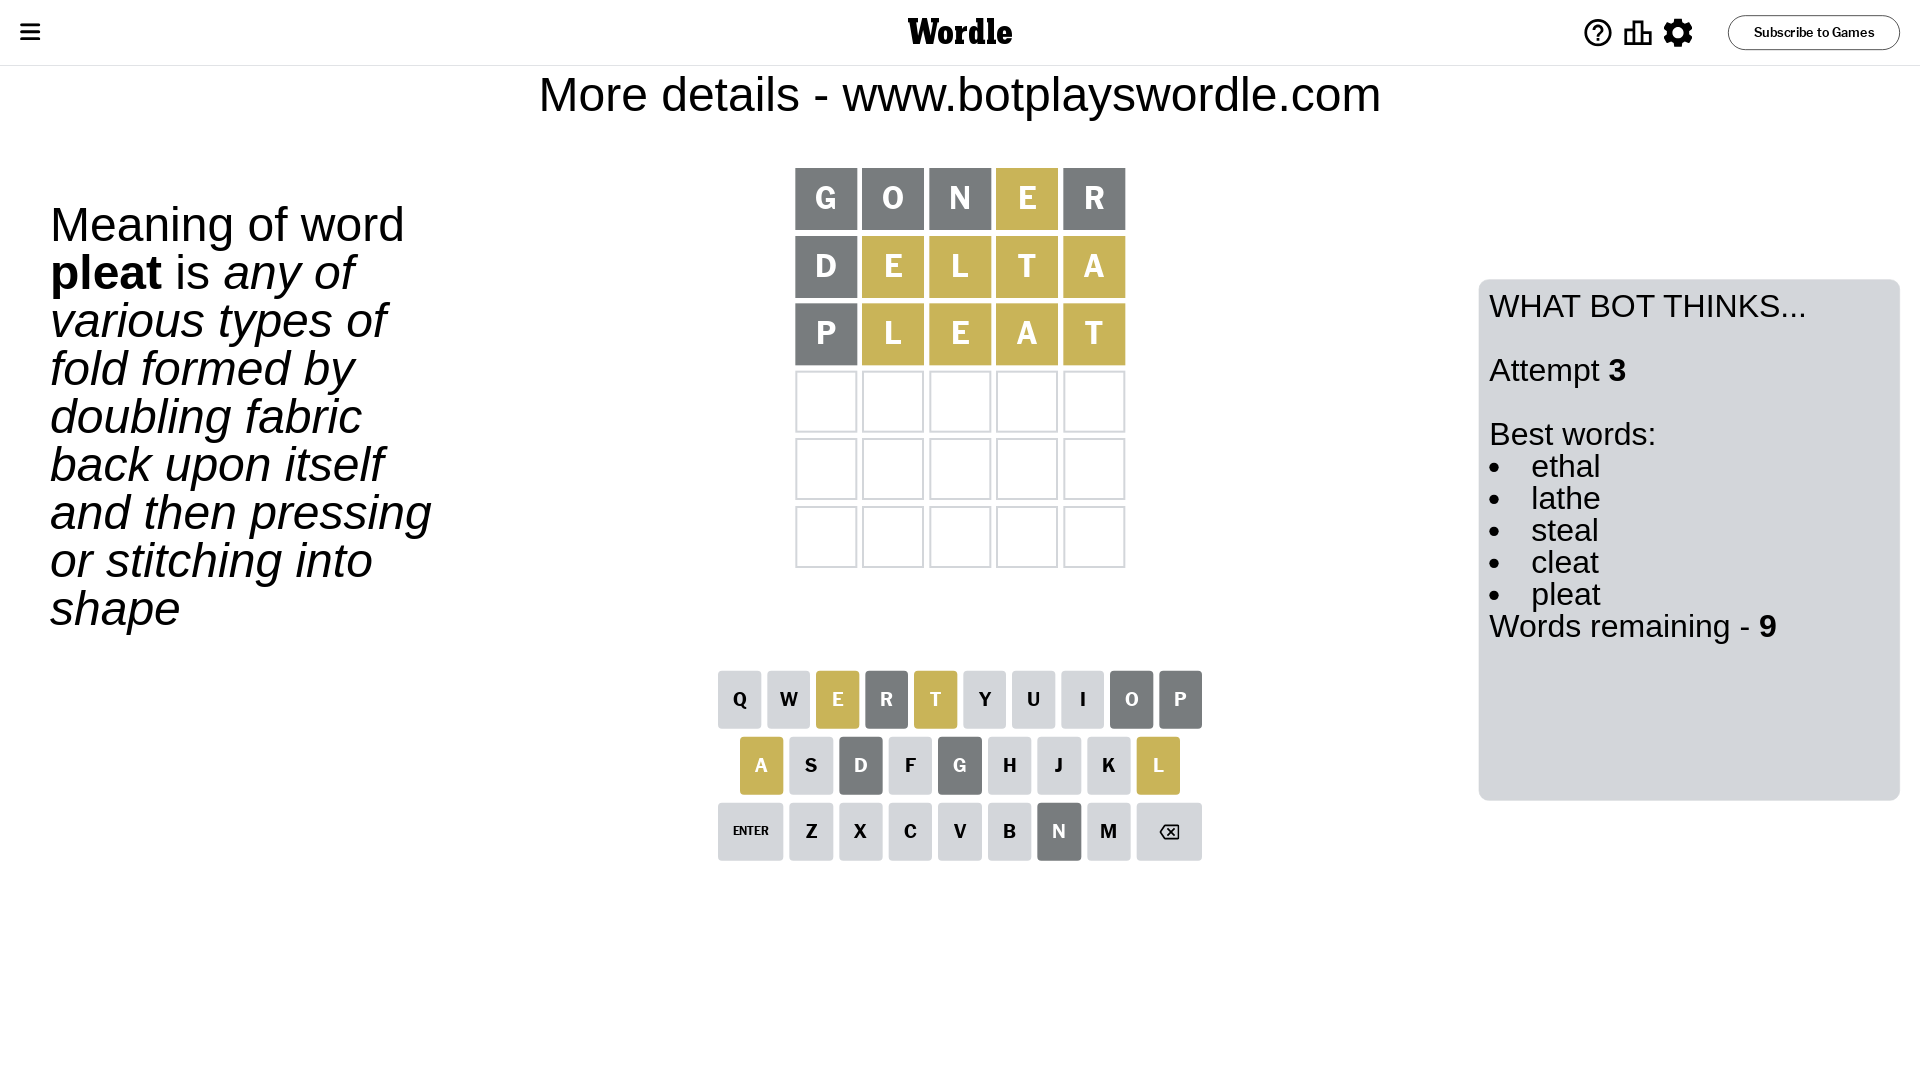 Wordle
Subscribe to Games
More details - www.botplayswordle.com
Meaning of word
pleat is any of
various types of
fold formed by
doubling fabric
back upon itself
and then pressing
or stitching into
shape
G O N E R
D E L T A
P L E A T
WHAT BOT THINKS...
Attempt 3
Best words:
• ethal
• lathe
• steal
• cleat
• pleat
Words remaining - 9
Q W E R T Y U I O P
A S D F G H J K L
ENTER Z X C V B N M